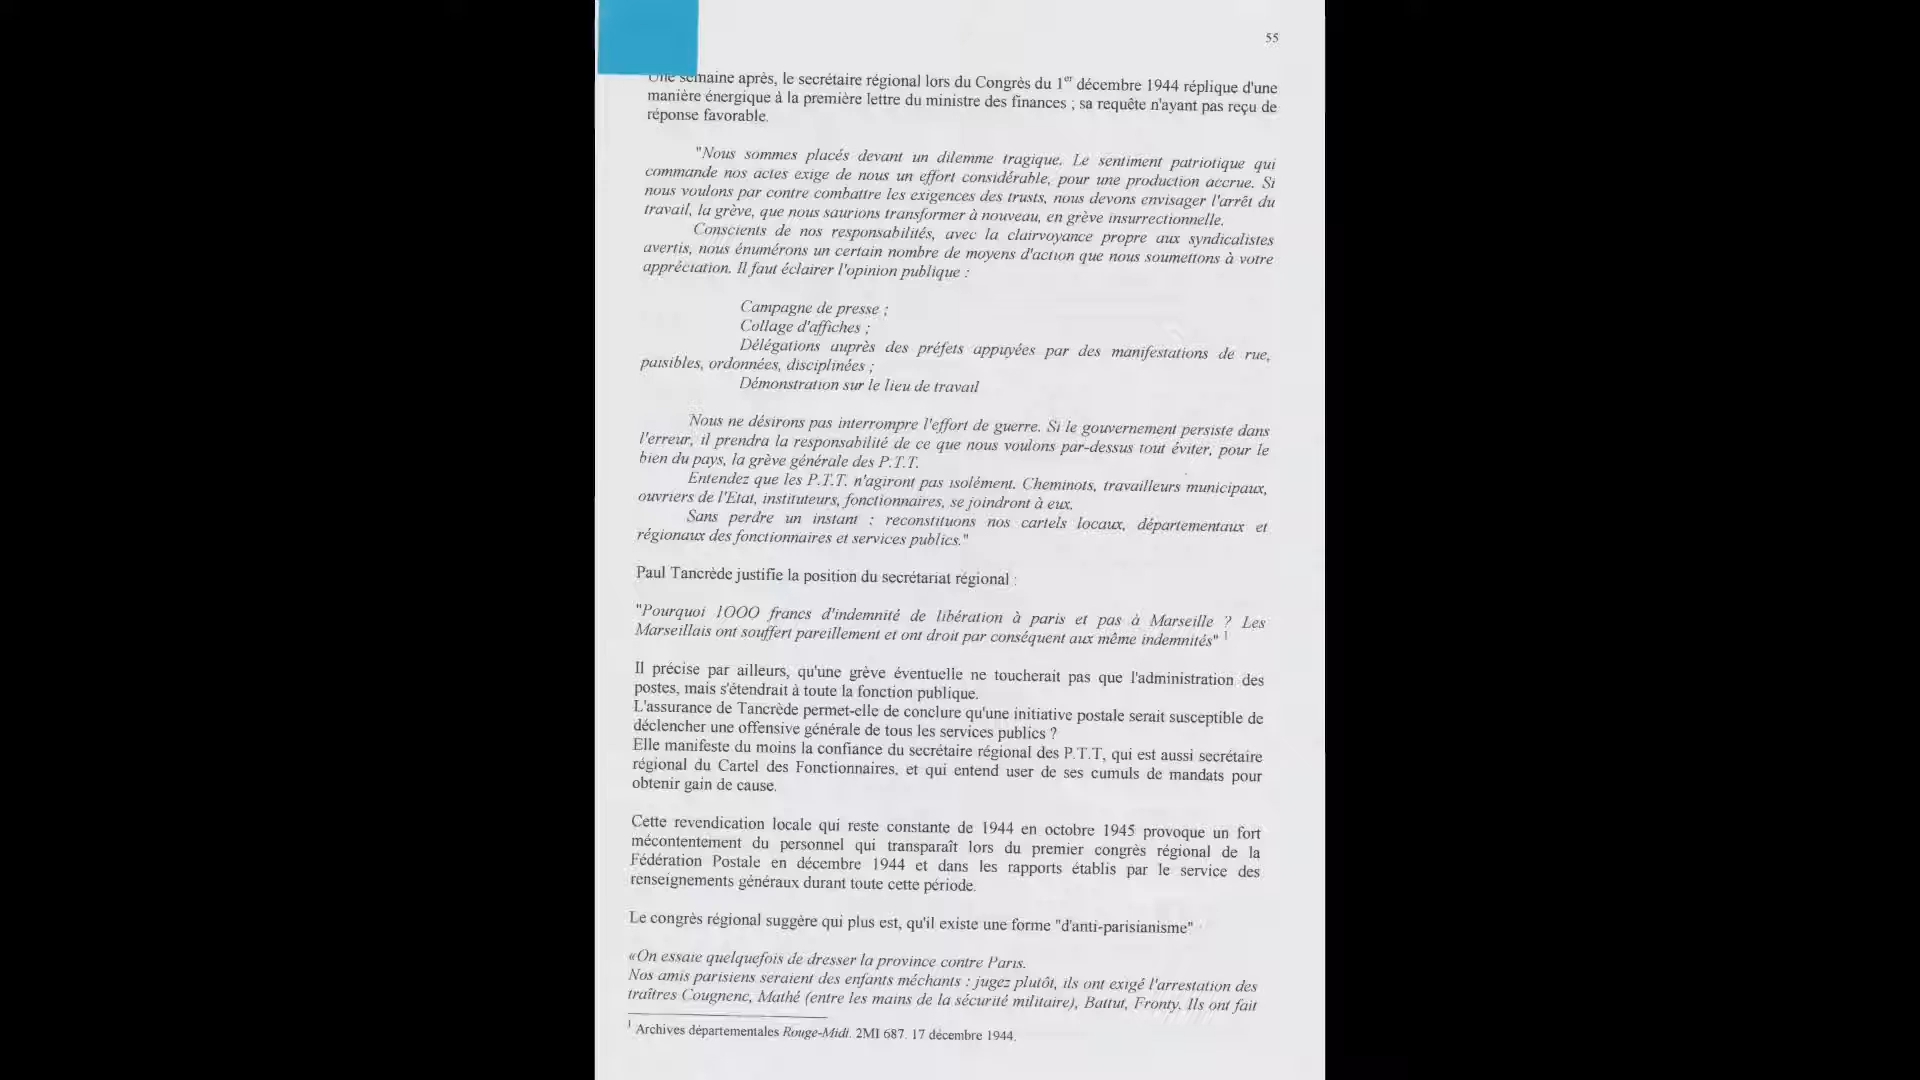 55
Une semaine après, le secrétaire régional lors du Congrès du 1er décembre 1944 réplique d'une
manière énergique à la première lettre du ministre des finances ; sa requête n'ayant pas reçu de
réponse favorable.
"Nous sommes placés devant un dilemme tragique. Le sentiment patriotique qui
commande nos actes exige de nous un effort considérable, pour une production accrue. Si
nous voulons par contre combattre les exigences des trusts, nous devons envisager l'arrêt du
travail, la grève, que nous saurions transformer à nouveau, en grève insurrectionnelle.
Conscients de nos responsabilités, avec la clairvoyance propre aux syndicalistes
avertis, nous énumérons un certain nombre de moyens d'action que nous soumettons à votre
appréciation. Il faut éclairer l'opinion publique :
Campagne de presse ;
Collage d'affiches ;
Délégations auprès des préfets appuyées par des manifestations de rue,
paisibles, ordonnées, disciplinées ;
Démonstration sur le lieu de travail
Nous ne désirons pas interrompre l'effort de guerre. Si le gouvernement persiste dans
l'erreur, il prendra la responsabilité de ce que nous voulons par-dessus tout éviter, pour le
bien du pays, la grève générale des P.T.T.
Entendez que les P.T.T. n'agiront pas isolément. Cheminots, travailleurs municipaux,
ouvriers de l'Etat, instituteurs, fonctionnaires, se joindront à eux.
Sans perdre un instant : reconstituons nos cartels locaux, départementaux et
régionaux des fonctionnaires et services publics."
Paul Tancrède justifie la position du secrétariat régional :
"Pourquoi 1OOO francs d'indemnité de libération à paris et pas à Marseille ? Les
Marseillais ont souffert pareillement et ont droit par conséquent aux même indemnités" 1
Il précise par ailleurs, qu'une grève éventuelle ne toucherait pas que l'administration des
postes, mais s'étendrait à toute la fonction publique.
L'assurance de Tancrède permet-elle de conclure qu'une initiative postale serait susceptible de
déclencher une offensive générale de tous les services publics ?
Elle manifeste du moins la confiance du secrétaire régional des P.T.T, qui est aussi secrétaire
régional du Cartel des Fonctionnaires, et qui entend user de ses cumuls de mandats pour
obtenir gain de cause.
Cette revendication locale qui reste constante de 1944 en octobre 1945 provoque un fort
mécontentement du personnel qui transparaît lors du premier congrès régional de la
Fédération Postale en décembre 1944 et dans les rapports établis par le service des
renseignements généraux durant toute cette période.
Le congrès régional suggère qui plus est, qu'il existe une forme "d'anti-parisianisme"
«On essaie quelquefois de dresser la province contre Paris.
Nos amis parisiens seraient des enfants méchants : jugez plutôt, ils ont exigé l'arrestation des
traîtres Cougnenc, Mathé (entre les mains de la sécurité militaire), Battut, Fronty. Ils ont fait
1 Archives départementales Rouge-Midi. 2MI 687. 17 décembre 1944.